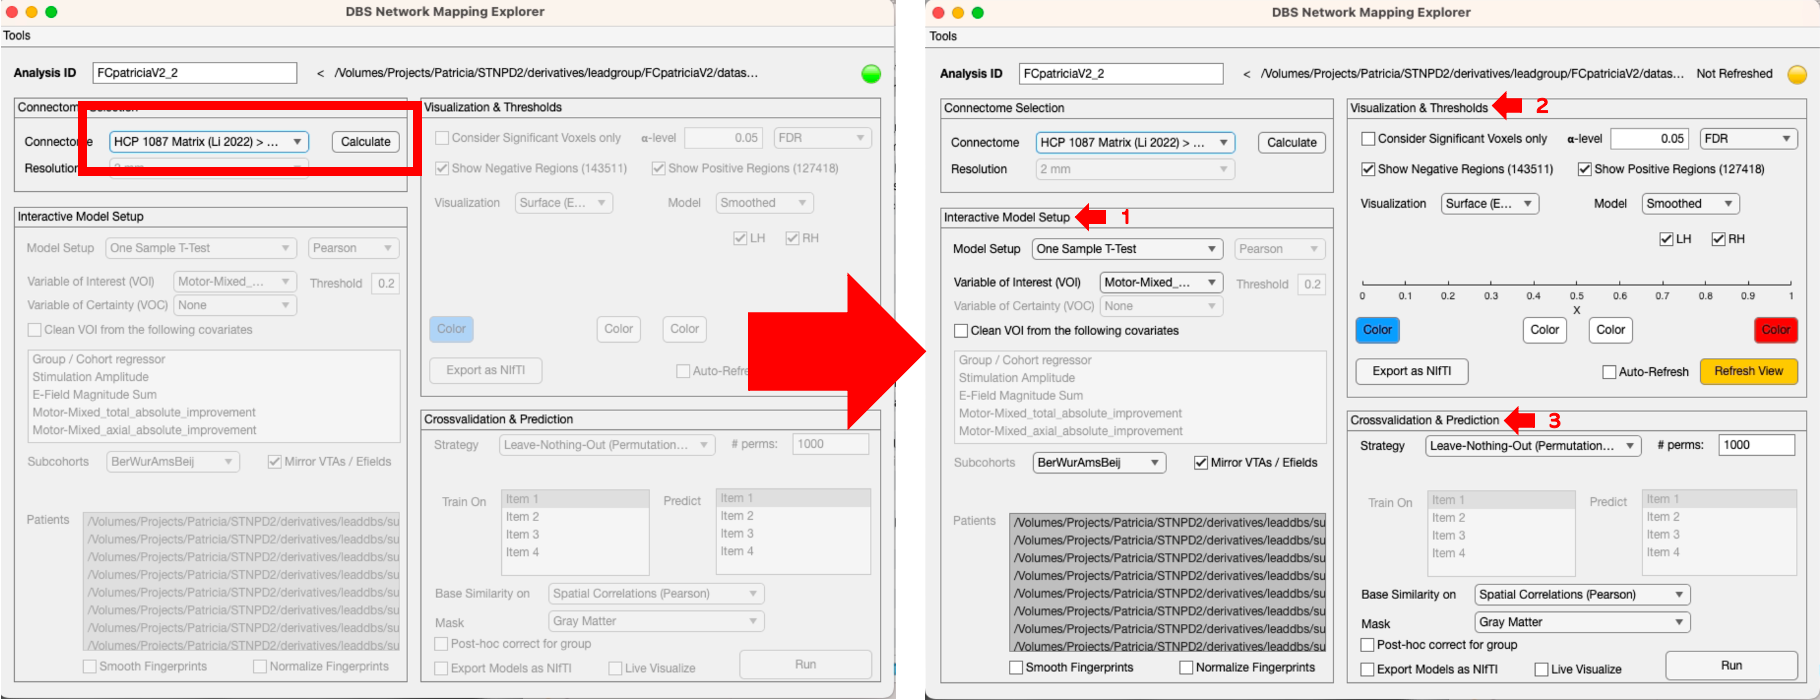 DBS Network Mapping Explorer
Tools
Analysis ID FCpatriciaV2_2 < /Volumes/Projects/Patricia/STNPD2/derivatives/leadgroup/FCpatriciaV2/datas...
Connectome Selection
Connectome HCP 1087 Matrix (Li 2022) > ... Calculate
Resolution 2 mm
Interactive Model Setup
Model Setup One Sample T-Test Pearson
Variable of Interest (VOI) Motor-Mixed_... Threshold 0.2
Variable of Certainty (VOC) None
Clean VOI from the following covariates
Group / Cohort regressor
Stimulation Amplitude
E-Field Magnitude Sum
Motor-Mixed_total_absolute_improvement
Motor-Mixed_axial_absolute_improvement
Subcohorts BerWurAmsBeij Mirror VTAs / Efields
Patients /Volumes/Projects/Patricia/STNPD2/derivatives/leaddbs/su
/Volumes/Projects/Patricia/STNPD2/derivatives/leaddbs/su
/Volumes/Projects/Patricia/STNPD2/derivatives/leaddbs/su
/Volumes/Projects/Patricia/STNPD2/derivatives/leaddbs/su
/Volumes/Projects/Patricia/STNPD2/derivatives/leaddbs/su
/Volumes/Projects/Patricia/STNPD2/derivatives/leaddbs/su
/Volumes/Projects/Patricia/STNPD2/derivatives/leaddbs/su
/Volumes/Projects/Patricia/STNPD2/derivatives/leaddbs/su
Smooth Fingerprints Normalize Fingerprints
Visualization & Thresholds
Consider Significant Voxels only α-level 0.05 FDR
Show Negative Regions (143511) Show Positive Regions (127418)
Visualization Surface (E... Model Smoothed
LH RH
Color Color Color
Export as NIfTI Auto-Refre
Crossvalidation & Prediction
Strategy Leave-Nothing-Out (Permutation... # perms: 1000
Train On Item 1 Predict Item 1
Item 2 Item 2
Item 3 Item 3
Item 4 Item 4
Base Similarity on Spatial Correlations (Pearson)
Mask Gray Matter
Post-hoc correct for group
Export Models as NIfTI Live Visualize Run
DBS Network Mapping Explorer
Tools
Analysis ID FCpatriciaV2_2 < /Volumes/Projects/Patricia/STNPD2/derivatives/leadgroup/FCpatriciaV2/datas... Not Refreshed
Connectome Selection
Connectome HCP 1087 Matrix (Li 2022) > ... Calculate
Resolution 2 mm
Interactive Model Setup 1
Model Setup One Sample T-Test Pearson
Variable of Interest (VOI) Motor-Mixed_... Threshold 0.2
Variable of Certainty (VOC) None
Clean VOI from the following covariates
Group / Cohort regressor
Stimulation Amplitude
E-Field Magnitude Sum
Motor-Mixed_total_absolute_improvement
Motor-Mixed_axial_absolute_improvement
Subcohorts BerWurAmsBeij Mirror VTAs / Efields
Patients /Volumes/Projects/Patricia/STNPD2/derivatives/leaddbs/su
/Volumes/Projects/Patricia/STNPD2/derivatives/leaddbs/su
/Volumes/Projects/Patricia/STNPD2/derivatives/leaddbs/su
/Volumes/Projects/Patricia/STNPD2/derivatives/leaddbs/su
/Volumes/Projects/Patricia/STNPD2/derivatives/leaddbs/su
/Volumes/Projects/Patricia/STNPD2/derivatives/leaddbs/su
/Volumes/Projects/Patricia/STNPD2/derivatives/leaddbs/su
/Volumes/Projects/Patricia/STNPD2/derivatives/leaddbs/su
Smooth Fingerprints Normalize Fingerprints
Visualization & Thresholds 2
Consider Significant Voxels only α-level 0.05 FDR
Show Negative Regions (143511) Show Positive Regions (127418)
Visualization Surface (E... Model Smoothed
LH RH
0 0.1 0.2 0.3 0.4 0.5 0.6 0.7 0.8 0.9 1
X
Color Color Color Color
Export as NIfTI Auto-Refresh Refresh View
Crossvalidation & Prediction 3
Strategy Leave-Nothing-Out (Permutation... # perms: 1000
Train On Item 1 Predict Item 1
Item 2 Item 2
Item 3 Item 3
Item 4 Item 4
Base Similarity on Spatial Correlations (Pearson)
Mask Gray Matter
Post-hoc correct for group
Export Models as NIfTI Live Visualize Run